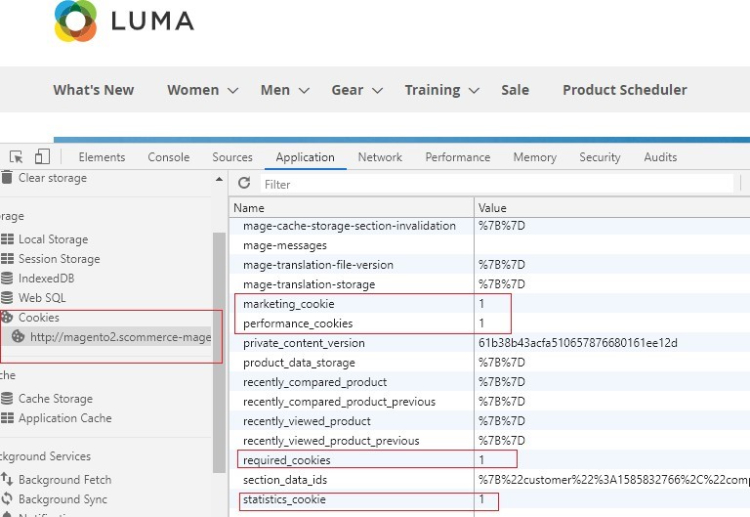 LUMA
What's New Women Men Gear Training Sale Product Scheduler
Elements Console Sources Application Network Performance Memory Security Audits
Clear storage
Filter
Name Value
mage-cache-storage-section-invalidation %7B%7D
orage
mage-messages
Local Storage
mage-translation-file-version %7B%7D
Session Storage
IndexedDB
mage-translation-storage %7B%7D
Web SQL
marketing_cookie 1
Cookies
performance_cookies 1
http://magento2.scommerce-mage
private_content_version 61b38b43acfa510657876680161ee12d
product_data_storage %7B%7D
ache
recently_compared_product %7B%7D
Cache Storage
recently_compared_product_previous %7B%7D
Application Cache
recently_viewed_product %7B%7D
recently_viewed_product_previous %7B%7D
ckground Services
required_cookies 1
Background Fetch
section_data_ids %7B%22customer%22%3A1585832766%2C%22comp
Background Sync
statistics_cookie 1